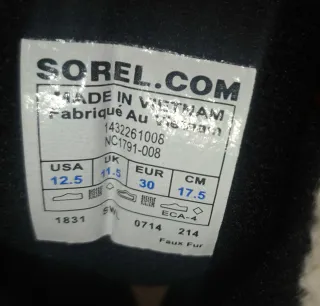 SOREL.COM
MADE IN VIETNAM
Fabriqué Au Vietnam
1432261008
NC1791-008
USA UK EUR CM
12.5 11.5 30 17.5
ECA-4
1831 0714 214
Faux Fur